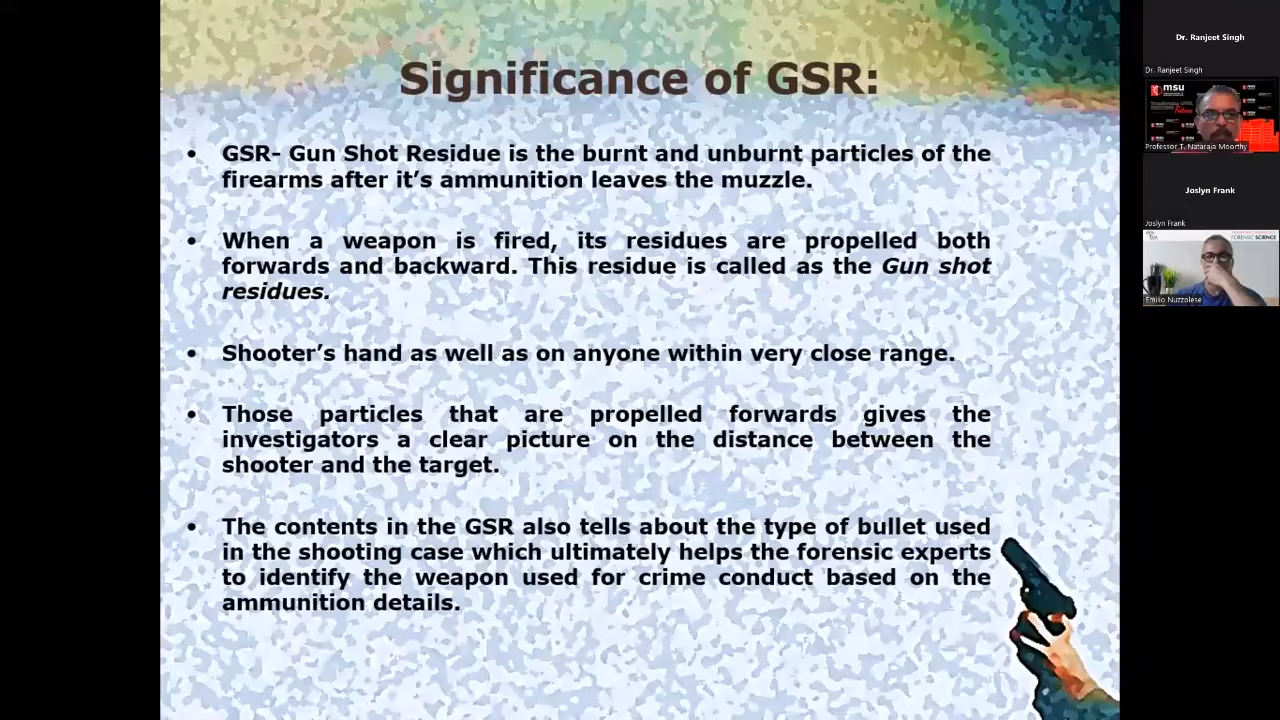 Significance of GSR:
• GSR- Gun Shot Residue is the burnt and unburnt particles of the
firearms after it’s ammunition leaves the muzzle.
• When a weapon is fired, its residues are propelled both
forwards and backward. This residue is called as the Gun shot
residues.
• Shooter’s hand as well as on anyone within very close range.
• Those particles that are propelled forwards gives the
investigators a clear picture on the distance between the
shooter and the target.
• The contents in the GSR also tells about the type of bullet used
in the shooting case which ultimately helps the forensic experts
to identify the weapon used for crime conduct based on the
ammunition details.
Dr. Ranjeet Singh
Dr. Ranjeet Singh
msu
Professor T. Nataraja Moorthy
Joslyn Frank
Joslyn Frank
FORENSIC SCIENCE
Emilio Nuzzolese